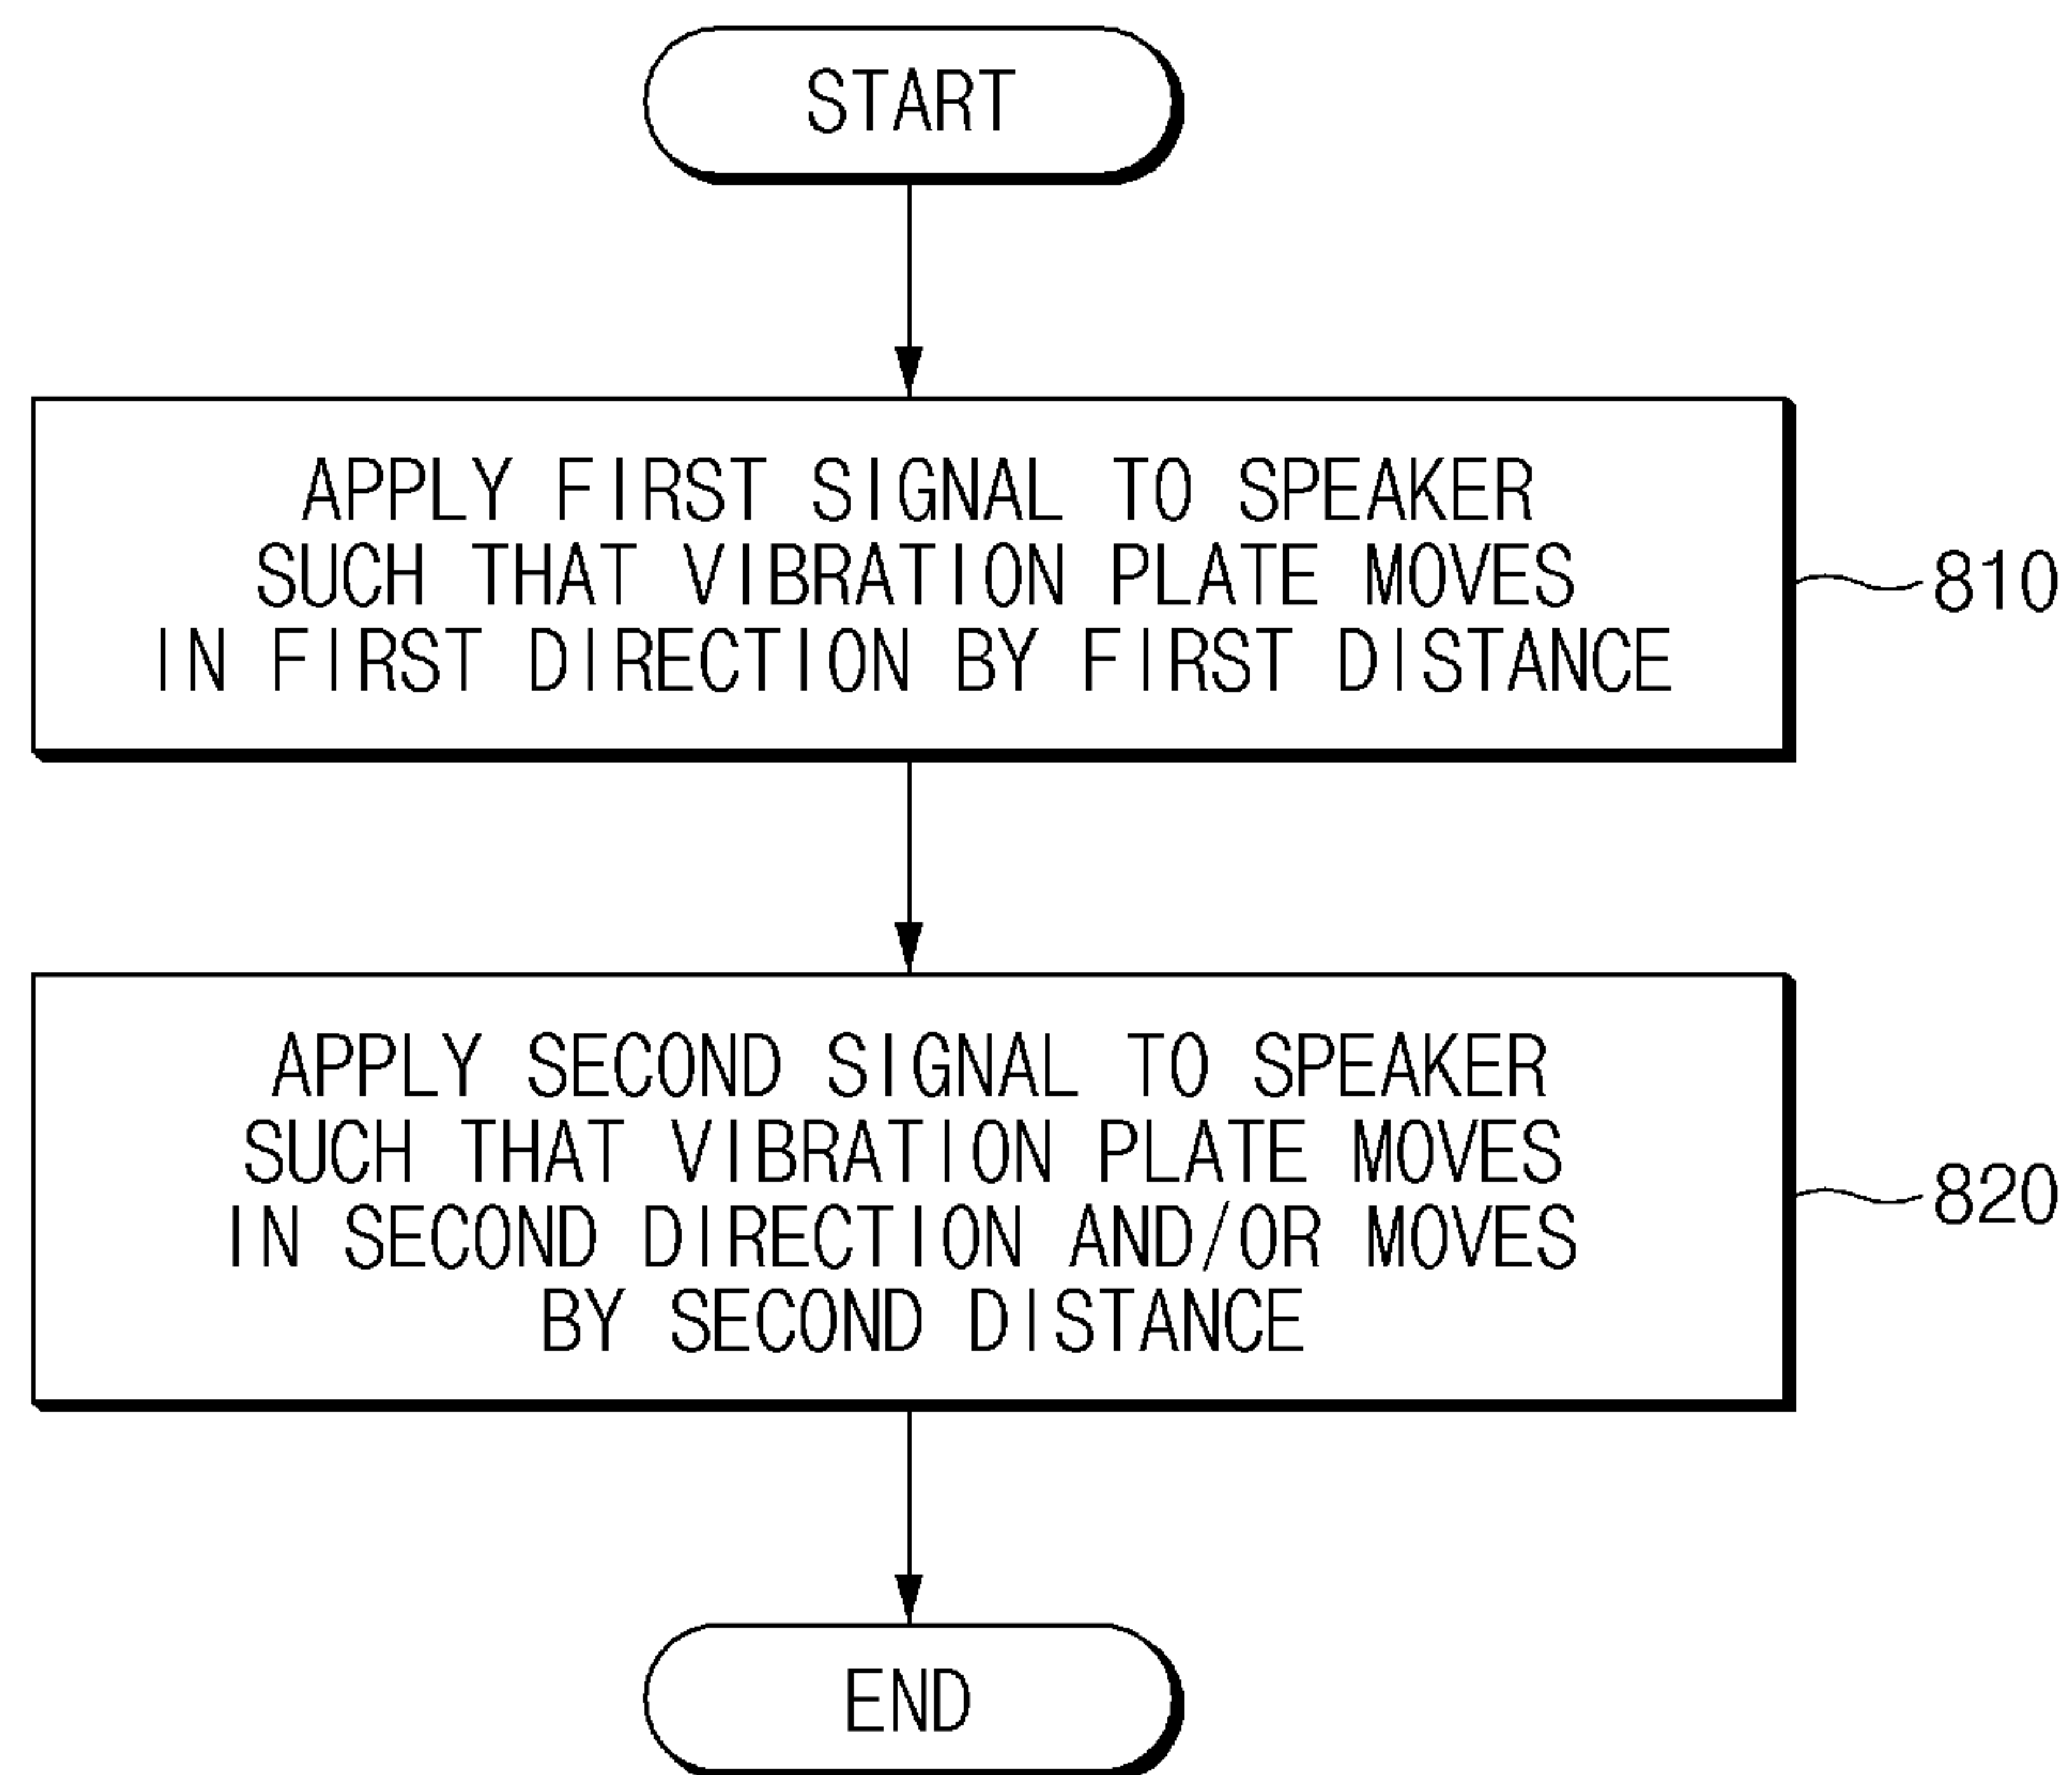 START
APPLY FIRST SIGNAL TO SPEAKER
SUCH THAT VIBRATION PLATE MOVES
IN FIRST DIRECTION BY FIRST DISTANCE
810
APPLY SECOND SIGNAL TO SPEAKER
SUCH THAT VIBRATION PLATE MOVES
IN SECOND DIRECTION AND/OR MOVES
BY SECOND DISTANCE
820
END